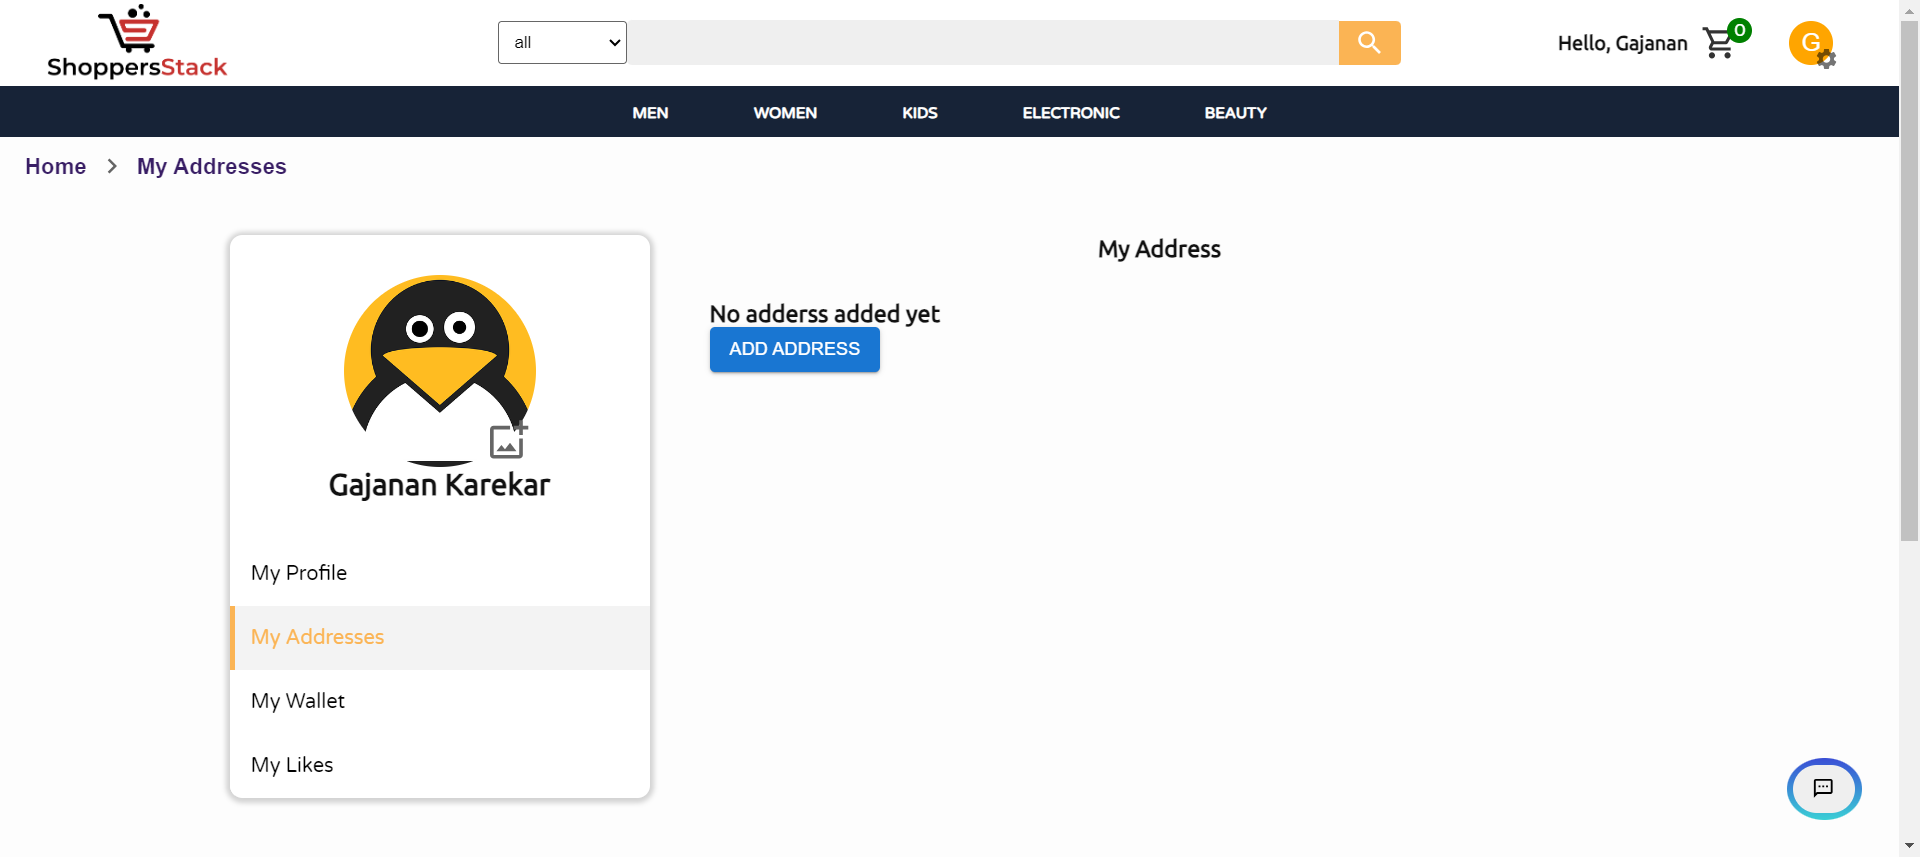 ShoppersStack
all
Hello, Gajanan
0
G
MEN WOMEN KIDS ELECTRONIC BEAUTY
Home > My Addresses
Gajanan Karekar
My Profile
My Addresses
My Wallet
My Likes
My Address
No adderss added yet
ADD ADDRESS